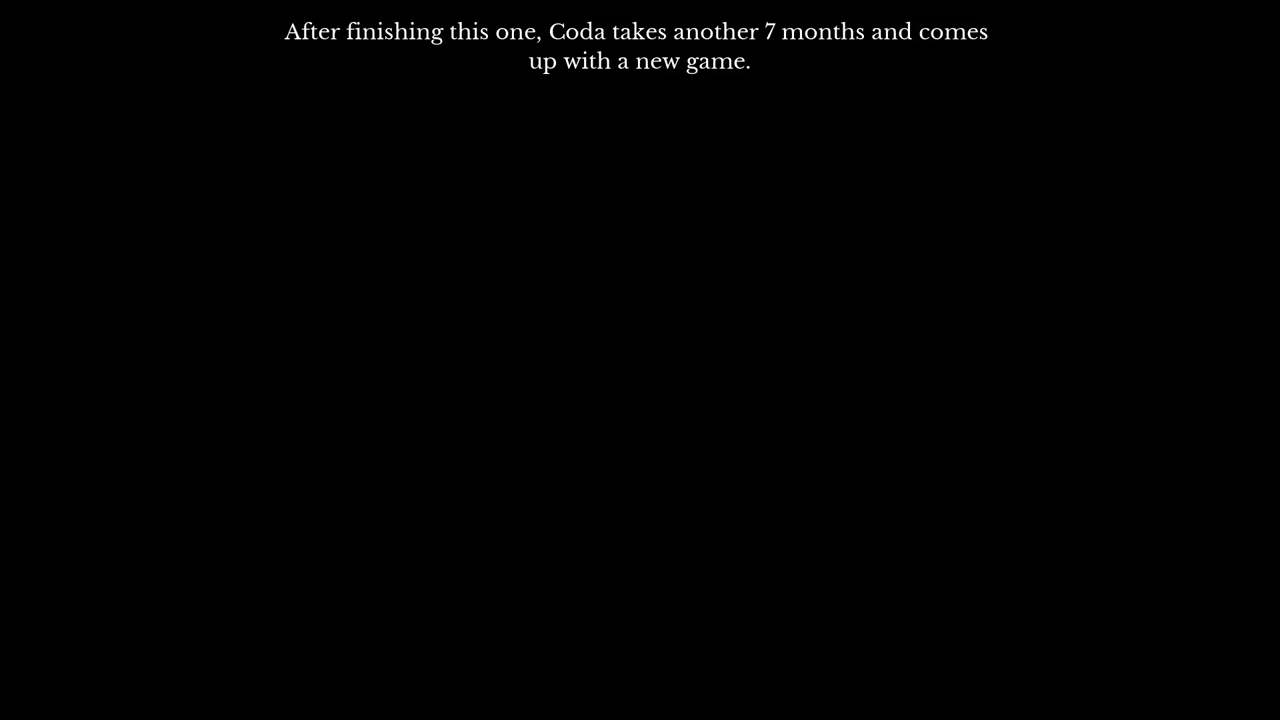 After finishing this one, Coda takes another 7 months and comes
up with a new game.